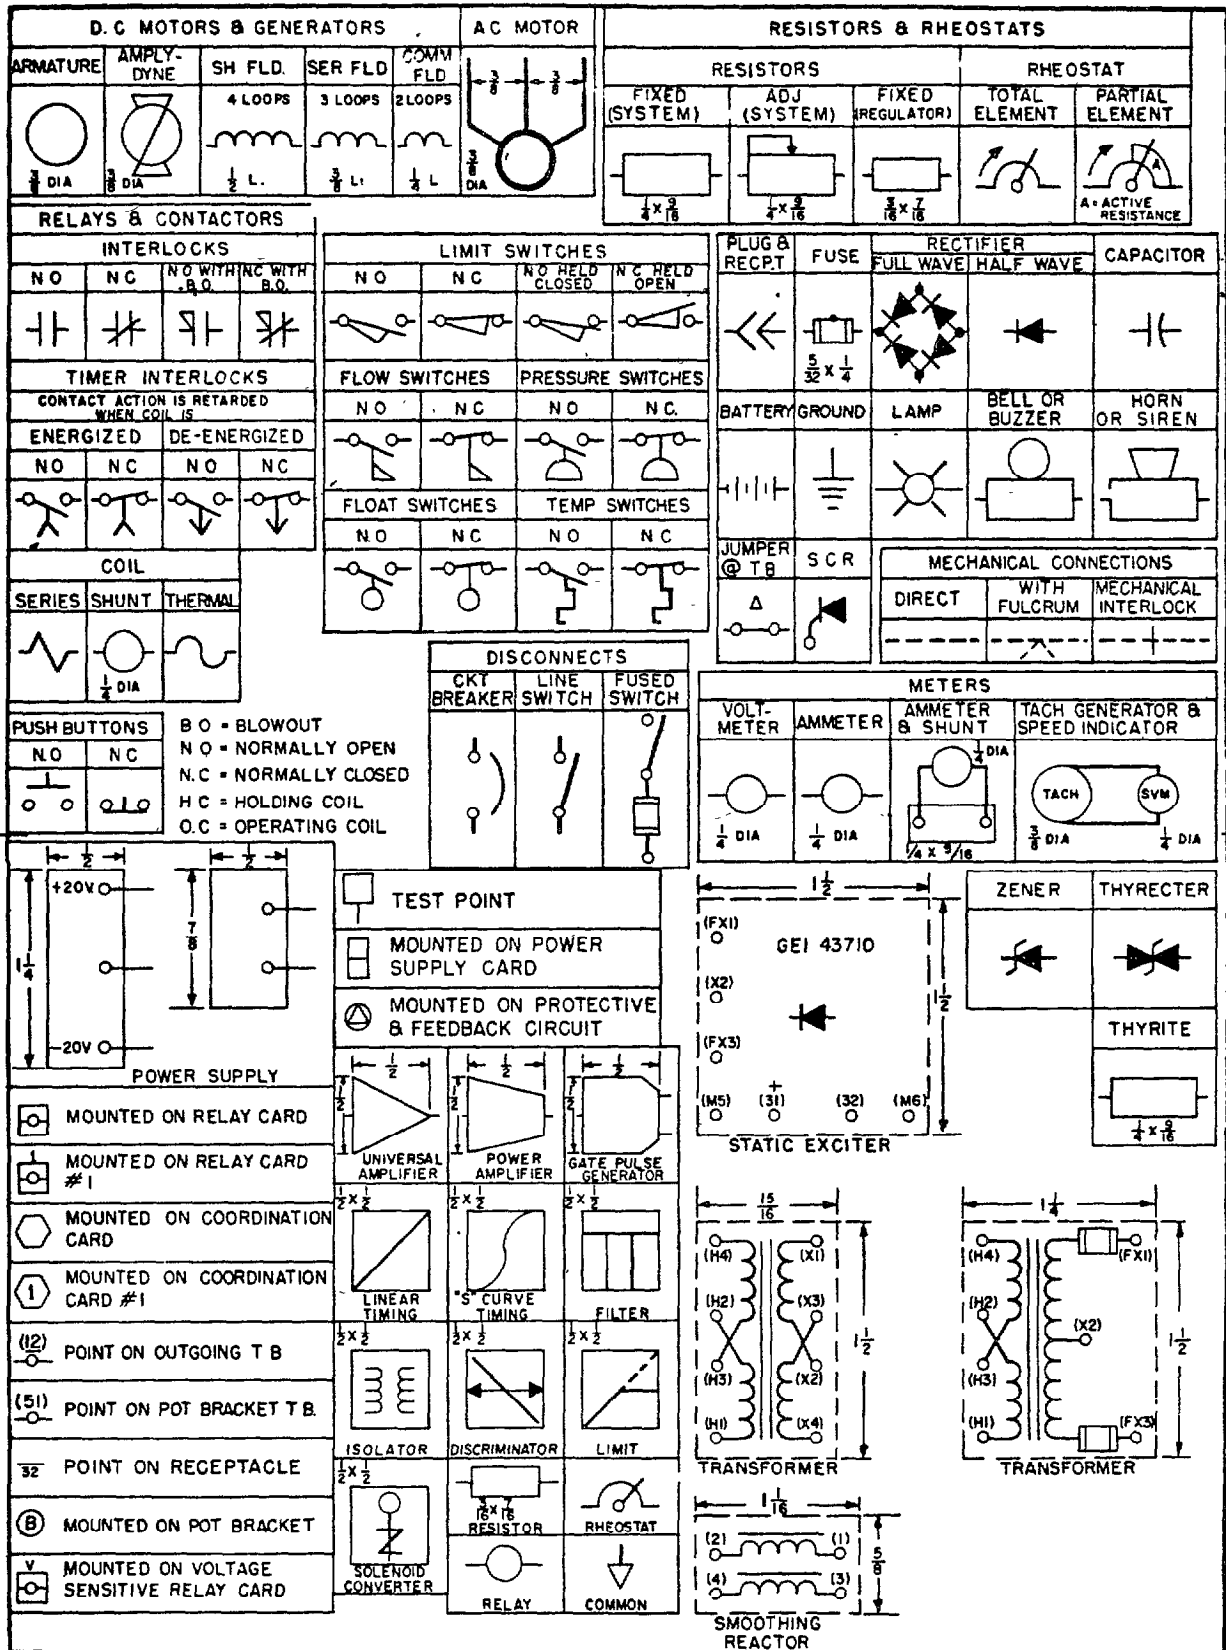 D.C MOTORS & GENERATORS
ARMATURE
AMPLY-
DYNE
SH FLD.
SER FLD
COMM
FLD
4 LOOPS
3 LOOPS
2 LOOPS
3/8 DIA
3/8 DIA
1/2 L.
3/8 L.
1/4 L
AC MOTOR
3/8
3/8
3/8 DIA
RESISTORS & RHEOSTATS
RESISTORS
RHEOSTAT
FIXED
(SYSTEM)
ADJ
(SYSTEM)
FIXED
(REGULATOR)
TOTAL
ELEMENT
PARTIAL
ELEMENT
1/4 x 9/16
1/4 x 9/16
3/16 x 7/16
A
A = ACTIVE
RESISTANCE
RELAYS & CONTACTORS
INTERLOCKS
NO
NC
NO WITH
B.O.
NC WITH
B.O.
TIMER INTERLOCKS
CONTACT ACTION IS RETARDED
WHEN COIL IS
ENERGIZED
DE-ENERGIZED
NO
NC
NO
NC
COIL
SERIES
SHUNT
THERMAL
1/4 DIA
PUSH BUTTONS
N.O
NC
B O = BLOWOUT
N O = NORMALLY OPEN
N.C = NORMALLY CLOSED
H C = HOLDING COIL
O.C = OPERATING COIL
LIMIT SWITCHES
NO
NC
NO HELD
CLOSED
N C HELD
OPEN
FLOW SWITCHES
PRESSURE SWITCHES
NO
NC
NO
NC.
FLOAT SWITCHES
TEMP SWITCHES
N.O
NC
NO
NC
PLUG &
RECPT
FUSE
RECTIFIER
FULL WAVE
HALF WAVE
CAPACITOR
5/32 x 1/4
BATTERY
GROUND
LAMP
BELL OR
BUZZER
HORN
OR SIREN
JUMPER
@ TB
SCR
MECHANICAL CONNECTIONS
DIRECT
WITH
FULCRUM
MECHANICAL
INTERLOCK
DISCONNECTS
CKT
BREAKER
LINE
SWITCH
FUSED
SWITCH
METERS
VOLT-
METER
AMMETER
AMMETER
& SHUNT
TACH GENERATOR &
SPEED INDICATOR
1/4 DIA
TACH
SVM
1/4 DIA
1/4 DIA
1/4 x 9/16
3/8 DIA
1/4 DIA
1/2
1/2
+20V
1 1/4
7/8
-20V
POWER SUPPLY
TEST POINT
MOUNTED ON POWER
SUPPLY CARD
MOUNTED ON PROTECTIVE
& FEEDBACK CIRCUIT
MOUNTED ON RELAY CARD
1
MOUNTED ON RELAY CARD
#1
MOUNTED ON COORDINATION
CARD
1
MOUNTED ON COORDINATION
CARD #1
(12)
POINT ON OUTGOING T B
(51)
POINT ON POT BRACKET T B.
32
POINT ON RECEPTACLE
B
MOUNTED ON POT BRACKET
V
MOUNTED ON VOLTAGE
SENSITIVE RELAY CARD
1/2
1/2
1/2
1/2
1/2
1/2
UNIVERSAL
AMPLIFIER
POWER
AMPLIFIER
GATE PULSE
GENERATOR
1/2 x 1/2
1/2 x 1/2
1/2 x 1/2
LINEAR
TIMING
"S" CURVE
TIMING
FILTER
1/2 x 1/2
1/2 x 1/2
1/2 x 1/2
ISOLATOR
DISCRIMINATOR
LIMIT
1/2 x 1/2
SOLENOID
CONVERTER
3/16 x 7/16
RESISTOR
RHEOSTAT
RELAY
COMMON
1 1/2
(FX1)
GEI 43710
(X2)
1 1/2
(FX3)
(M5)
(31)
+
(32)
(M6)
STATIC EXCITER
ZENER
THYRECTER
THYRITE
1/4 x 9/16
15/16
(H4)
(X1)
(H2)
(X3)
1 1/2
(H3)
(X2)
(H1)
(X4)
TRANSFORMER
1 1/4
(H4)
(FX1)
(H2)
(X2)
1 1/2
(H3)
(H1)
(FX3)
TRANSFORMER
1 1/16
(2)
(1)
5/8
(4)
(3)
SMOOTHING
REACTOR